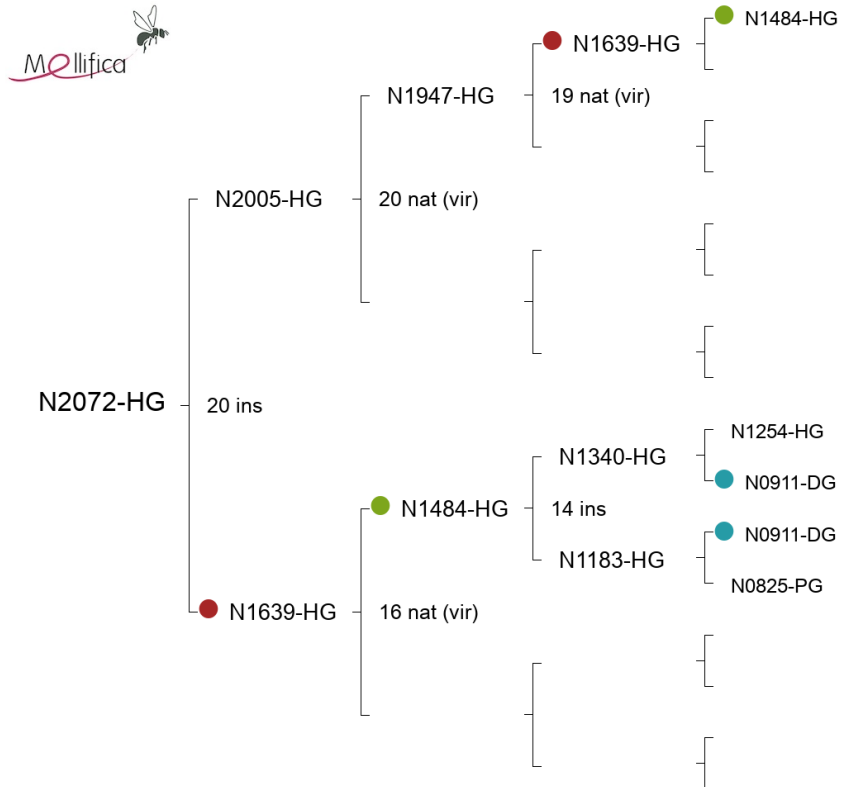 Mellifica
N1484-HG
N1639-HG
N1947-HG
19 nat (vir)
N2005-HG
20 nat (vir)
N2072-HG
20 ins
N1254-HG
N1340-HG
N0911-DG
N1484-HG
14 ins
N0911-DG
N1183-HG
N0825-PG
N1639-HG
16 nat (vir)